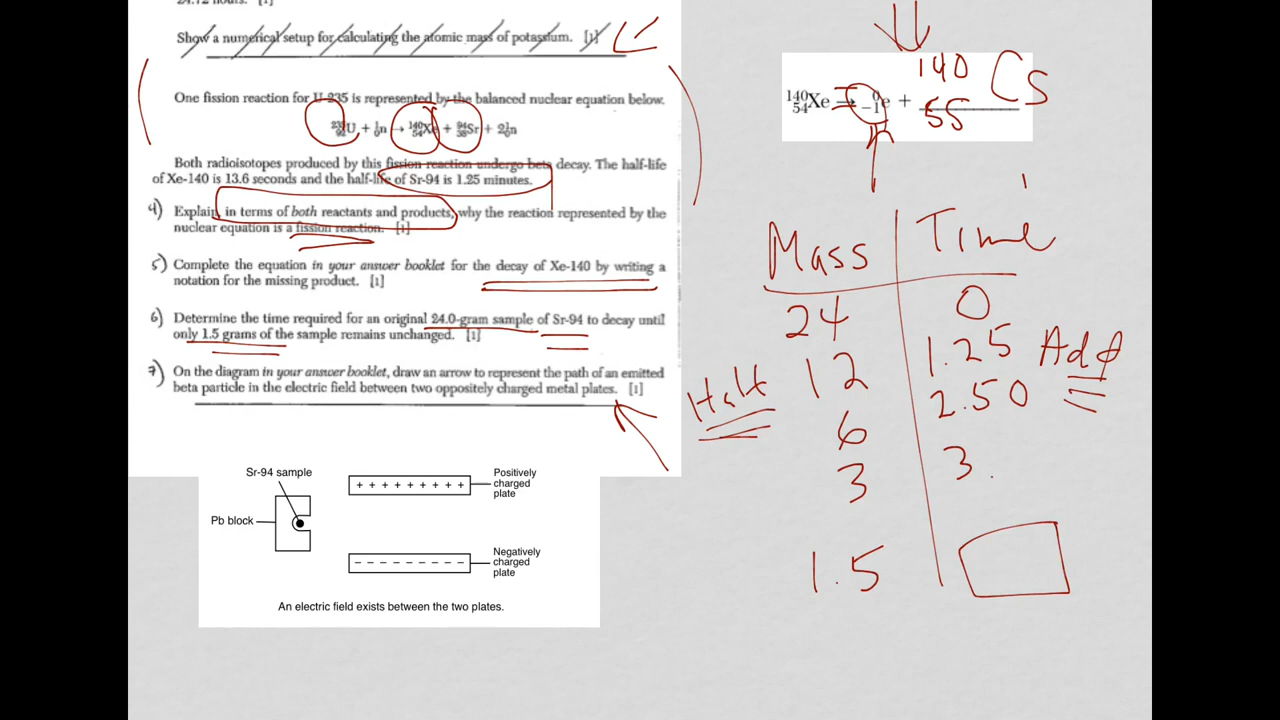 Show a numerical setup for calculating the atomic mass of potassium. [1]
One fission reaction for U-235 is represented by the balanced nuclear equation below.
U + ¹₀n → ¹⁴⁰₅₄Xe + ⁹⁴₃₈Sr + 2¹₀n
Both radioisotopes produced by this fission reaction undergo beta decay. The half-life
of Xe-140 is 13.6 seconds and the half-life of Sr-94 is 1.25 minutes.
4) Explain, in terms of both reactants and products, why the reaction represented by the
nuclear equation is a fission reaction. [1]
5) Complete the equation in your answer booklet for the decay of Xe-140 by writing a
notation for the missing product. [1]
6) Determine the time required for an original 24.0-gram sample of Sr-94 to decay until
only 1.5 grams of the sample remains unchanged. [1]
7) On the diagram in your answer booklet, draw an arrow to represent the path of an emitted
beta particle in the electric field between two oppositely charged metal plates. [1]
Sr-94 sample
Pb block
+ + + + + + + + +
Positively
charged
plate
− − − − − − − − −
Negatively
charged
plate
An electric field exists between the two plates.
¹⁴⁰₅₄Xe → ⁰₋₁e + ¹⁴⁰₅₅Cs
Mass Time
24 0
12 1.25 Add
Half 6 2.50
3 3.
1.5